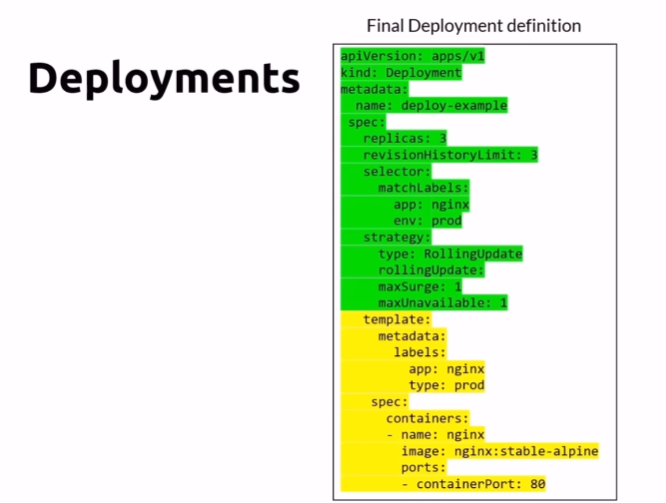 Final Deployment definition
Deployments
apiVersion: apps/v1
kind: Deployment
metadata:
  name: deploy-example
 spec:
   replicas: 3
   revisionHistoryLimit: 3
   selector:
     matchLabels:
       app: nginx
       env: prod
   strategy:
     type: RollingUpdate
     rollingUpdate:
     maxSurge: 1
     maxUnavailable: 1
   template:
     metadata:
       labels:
         app: nginx
         type: prod
    spec:
      containers:
      - name: nginx
        image: nginx:stable-alpine
        ports:
        - containerPort: 80